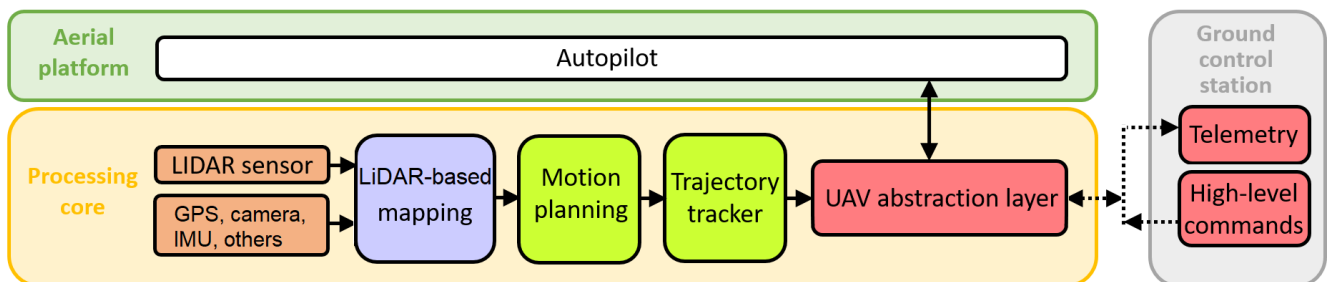 Aerial
platform
Autopilot
Ground
control
station
Telemetry
High-level
commands
Processing
core
LIDAR sensor
GPS, camera,
IMU, others
LiDAR-based
mapping
Motion
planning
Trajectory
tracker
UAV abstraction layer